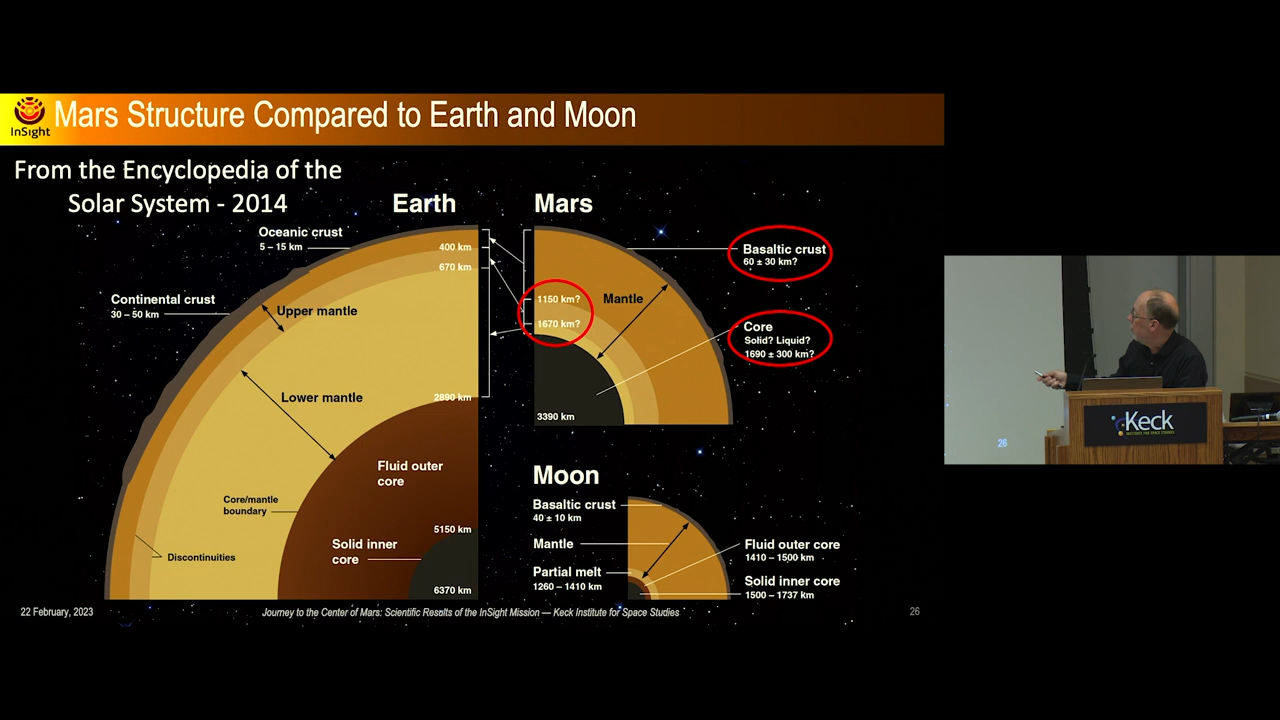 InSight
Mars Structure Compared to Earth and Moon
From the Encyclopedia of the
Solar System - 2014
Earth
Oceanic crust
5 – 15 km
400 km
670 km
Continental crust
30 – 50 km
Upper mantle
Lower mantle
2890 km
Fluid outer
core
Core/mantle
boundary
5150 km
Solid inner
core
Discontinuities
6370 km
Mars
Basaltic crust
60 ± 30 km?
1150 km?
Mantle
1670 km?
Core
Solid? Liquid?
1690 ± 300 km?
3390 km
Moon
Basaltic crust
40 ± 10 km
Mantle
Partial melt
1260 – 1410 km
Fluid outer core
1410 – 1500 km
Solid inner core
1500 – 1737 km
22 February, 2023
Journey to the Center of Mars: Scientific Results of the InSight Mission — Keck Institute for Space Studies
26
26
Keck
INSTITUTE FOR SPACE STUDIES